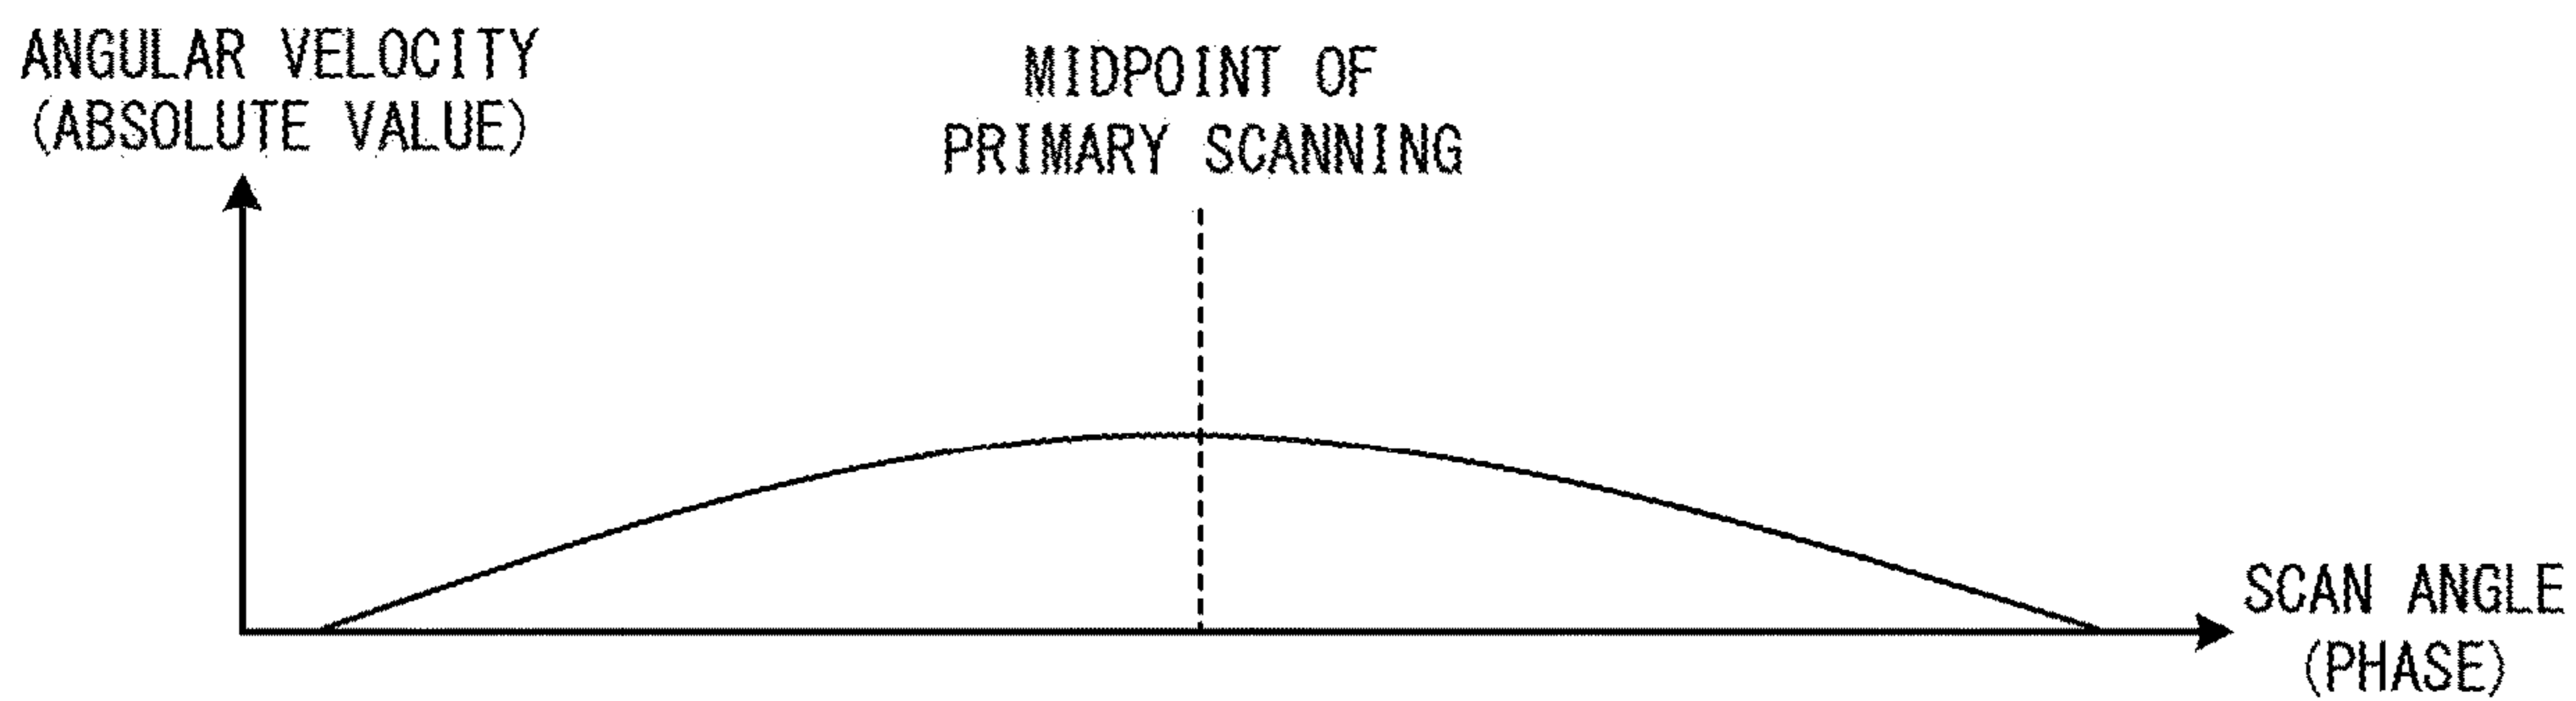 ANGULAR VELOCITY
(ABSOLUTE VALUE)
MIDPOINT OF
PRIMARY SCANNING
SCAN ANGLE
(PHASE)